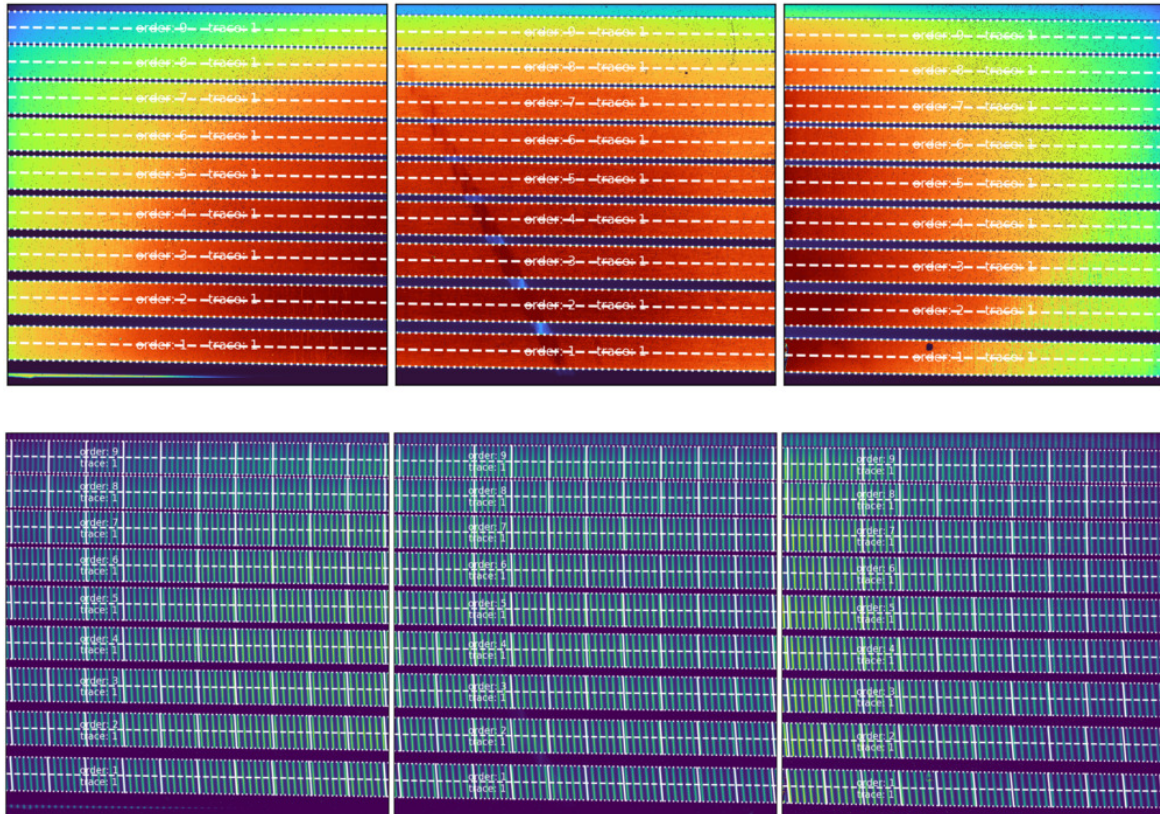 order: 9 trace: 1
order: 8 trace: 1
order: 7 trace: 1
order: 6 trace: 1
order: 5 trace: 1
order: 4 trace: 1
order: 3 trace: 1
order: 2 trace: 1
order: 1 trace: 1
order: 9 trace: 1
order: 8 trace: 1
order: 7 trace: 1
order: 6 trace: 1
order: 5 trace: 1
order: 4 trace: 1
order: 3 trace: 1
order: 2 trace: 1
order: 1 trace: 1
order: 9 trace: 1
order: 8 trace: 1
order: 7 trace: 1
order: 6 trace: 1
order: 5 trace: 1
order: 4 trace: 1
order: 3 trace: 1
order: 2 trace: 1
order: 1 trace: 1
order: 9
trace: 1
order: 8
trace: 1
order: 7
trace: 1
order: 6
trace: 1
order: 5
trace: 1
order: 4
trace: 1
order: 3
trace: 1
order: 2
trace: 1
order: 1
trace: 1
order: 9
trace: 1
order: 8
trace: 1
order: 7
trace: 1
order: 6
trace: 1
order: 5
trace: 1
order: 4
trace: 1
order: 3
trace: 1
order: 2
trace: 1
order: 1
trace: 1
order: 9
trace: 1
order: 8
trace: 1
order: 7
trace: 1
order: 6
trace: 1
order: 5
trace: 1
order: 4
trace: 1
order: 3
trace: 1
order: 2
trace: 1
order: 1
trace: 1